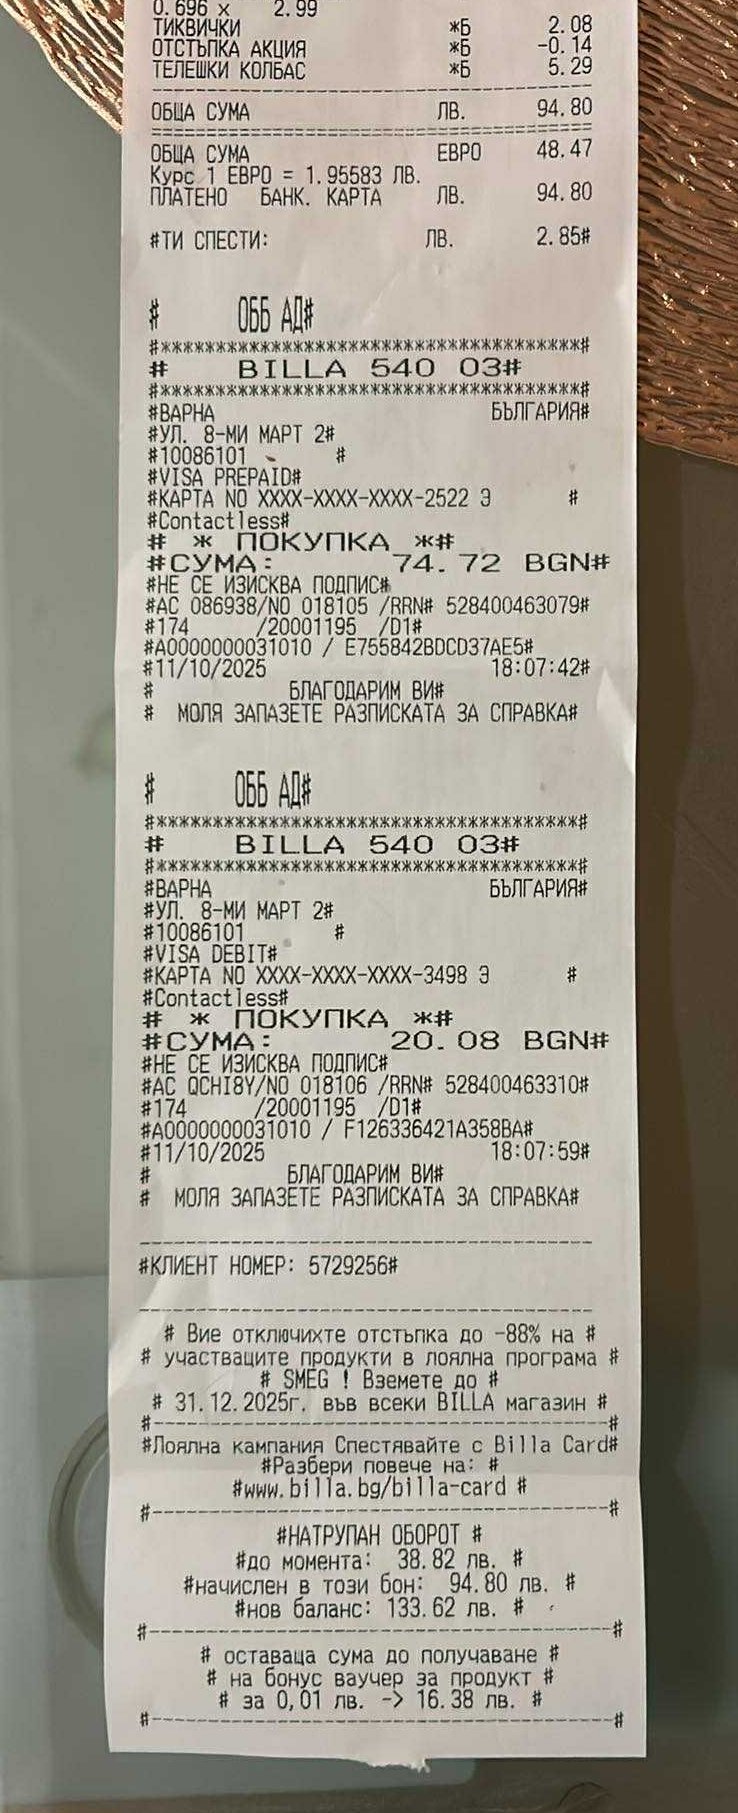 0.696 x 2.99
ТИКВИЧКИ жБ 2.08
ОТСТЪПКА АКЦИЯ жБ -0.14
ТЕЛЕШКИ КОЛБАС жБ 5.29
ОБЩА СУМА ЛВ. 94.80
ОБЩА СУМА ЕВРО 48.47
Курс 1 ЕВРО = 1.95583 ЛВ.
ПЛАТЕНО БАНК. КАРТА ЛВ. 94.80
#ТИ СПЕСТИ: ЛВ. 2.85#
# ОББ АД#
#жжжжжжжжжжжжжжжжжжжжжжжжжжжжжжжжжжжжжж#
# BILLA 540 03#
#жжжжжжжжжжжжжжжжжжжжжжжжжжжжжжжжжжжжжж#
#ВАРНА БЪЛГАРИЯ#
#УЛ. 8-МИ МАРТ 2#
#10086101 #
#VISA PREPAID#
#КАРТА NO XXXX-XXXX-XXXX-2522 Э #
#Contactless#
# ж ПОКУПКА ж#
#СУМА: 74.72 BGN#
#НЕ СЕ ИЗИСКВА ПОДПИС#
#AC 086938/NO 018105 /RRN# 528400463079#
#174 /20001195 /D1#
#A0000000031010 / E755842BDCD37AE5#
#11/10/2025 18:07:42#
# БЛАГОДАРИМ ВИ#
# МОЛЯ ЗАПАЗЕТЕ РАЗПИСКАТА ЗА СПРАВКА#
# ОББ АД#
#жжжжжжжжжжжжжжжжжжжжжжжжжжжжжжжжжжжжжж#
# BILLA 540 03#
#жжжжжжжжжжжжжжжжжжжжжжжжжжжжжжжжжжжжжж#
#ВАРНА БЪЛГАРИЯ#
#УЛ. 8-МИ МАРТ 2#
#10086101 #
#VISA DEBIT#
#КАРТА NO XXXX-XXXX-XXXX-3498 Э #
#Contactless#
# ж ПОКУПКА ж#
#СУМА: 20.08 BGN#
#НЕ СЕ ИЗИСКВА ПОДПИС#
#AC QCHI8Y/NO 018106 /RRN# 528400463310#
#174 /20001195 /D1#
#A0000000031010 / F126336421A358BA#
#11/10/2025 18:07:59#
# БЛАГОДАРИМ ВИ#
# МОЛЯ ЗАПАЗЕТЕ РАЗПИСКАТА ЗА СПРАВКА#
#КЛИЕНТ НОМЕР: 5729256#
# Вие отключихте отстъпка до -88% на #
# участващите продукти в лоялна програма #
# SMEG ! Вземете до #
# 31.12.2025г. във всеки BILLA магазин #
#----------------------------------------#
#Лоялна кампания Спестявайте с Billa Card#
#Разбери повече на: #
#www.billa.bg/billa-card #
#----------------------------------------#
#НАТРУПАН ОБОРОТ #
#до момента: 38.82 лв. #
#начислен в този бон: 94.80 лв. #
#нов баланс: 133.62 лв. #
#----------------------------------------#
# оставаща сума до получаване #
# на бонус ваучер за продукт #
# за 0,01 лв. -> 16.38 лв. #
#----------------------------------------#